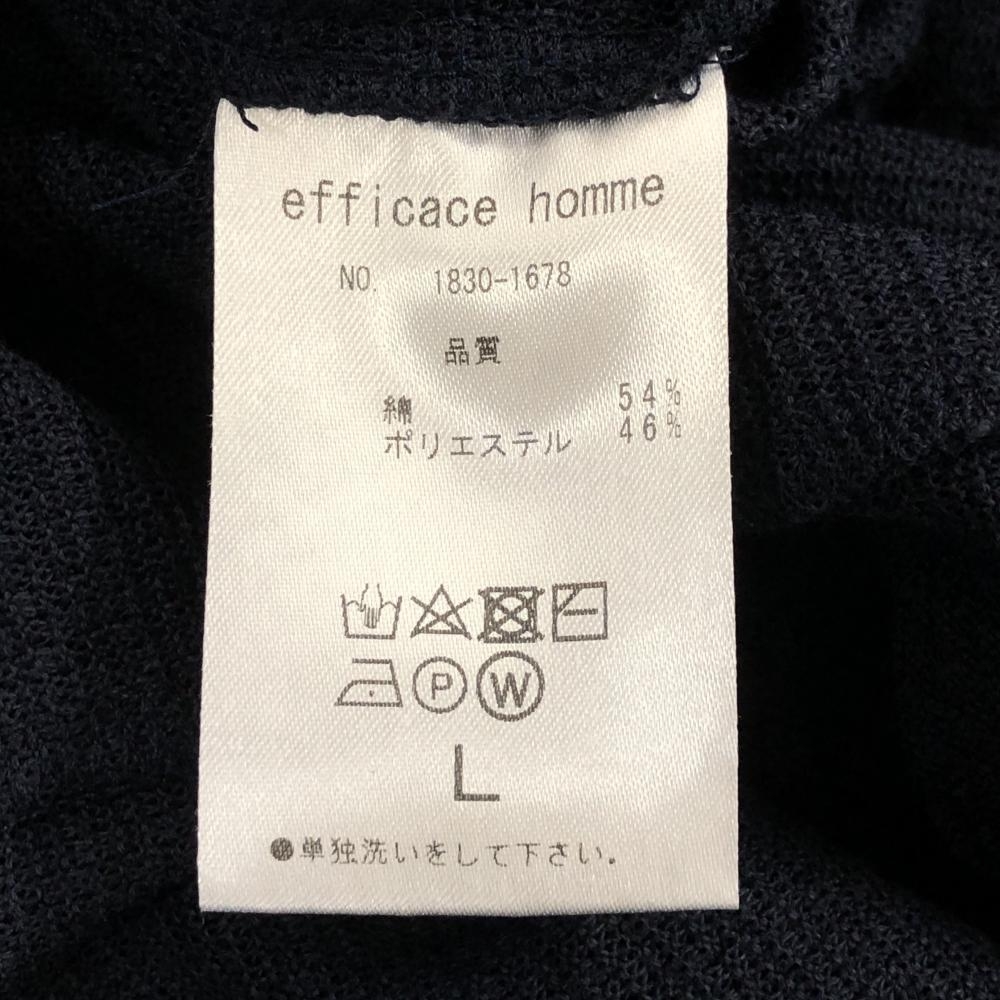 efficace homme
NO. 1830-1678
品質
綿 54%
ポリエステル 46%
P W
L
●単独洗いをして下さい.